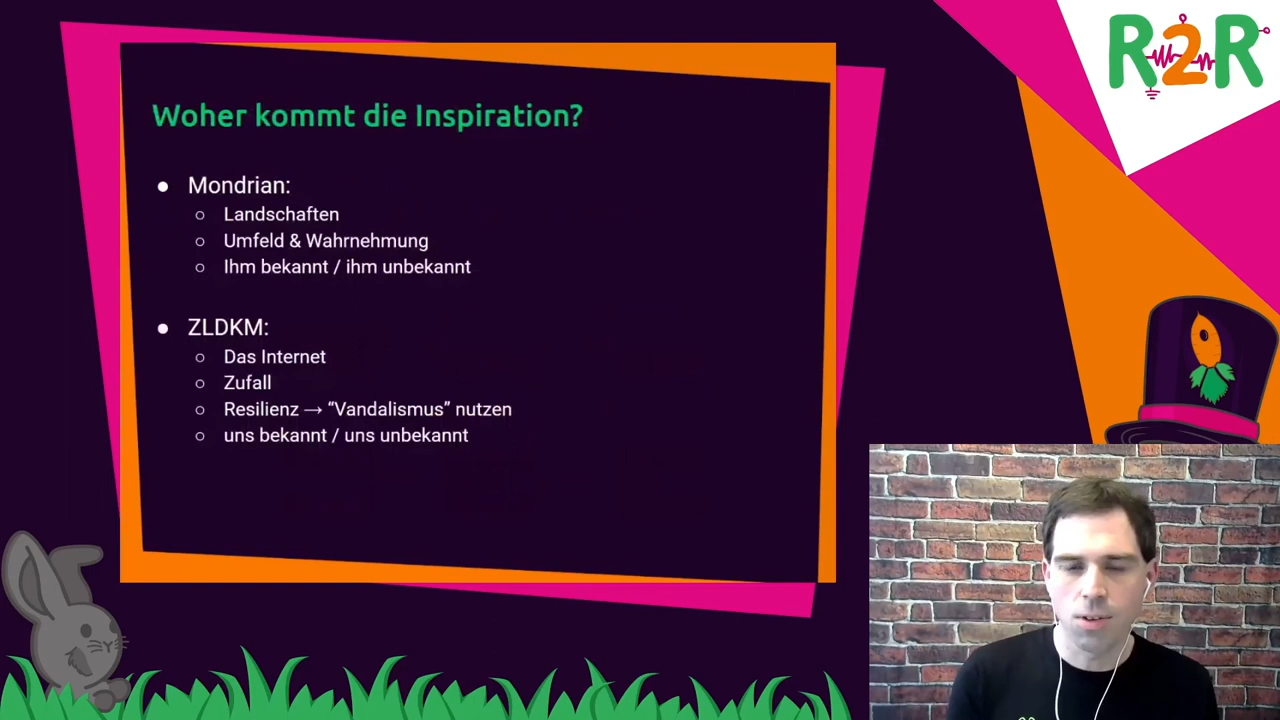 R2R
Woher kommt die Inspiration?
● Mondrian:
○ Landschaften
○ Umfeld & Wahrnehmung
○ Ihm bekannt / ihm unbekannt
● ZLDKM:
○ Das Internet
○ Zufall
○ Resilienz → “Vandalismus” nutzen
○ uns bekannt / uns unbekannt